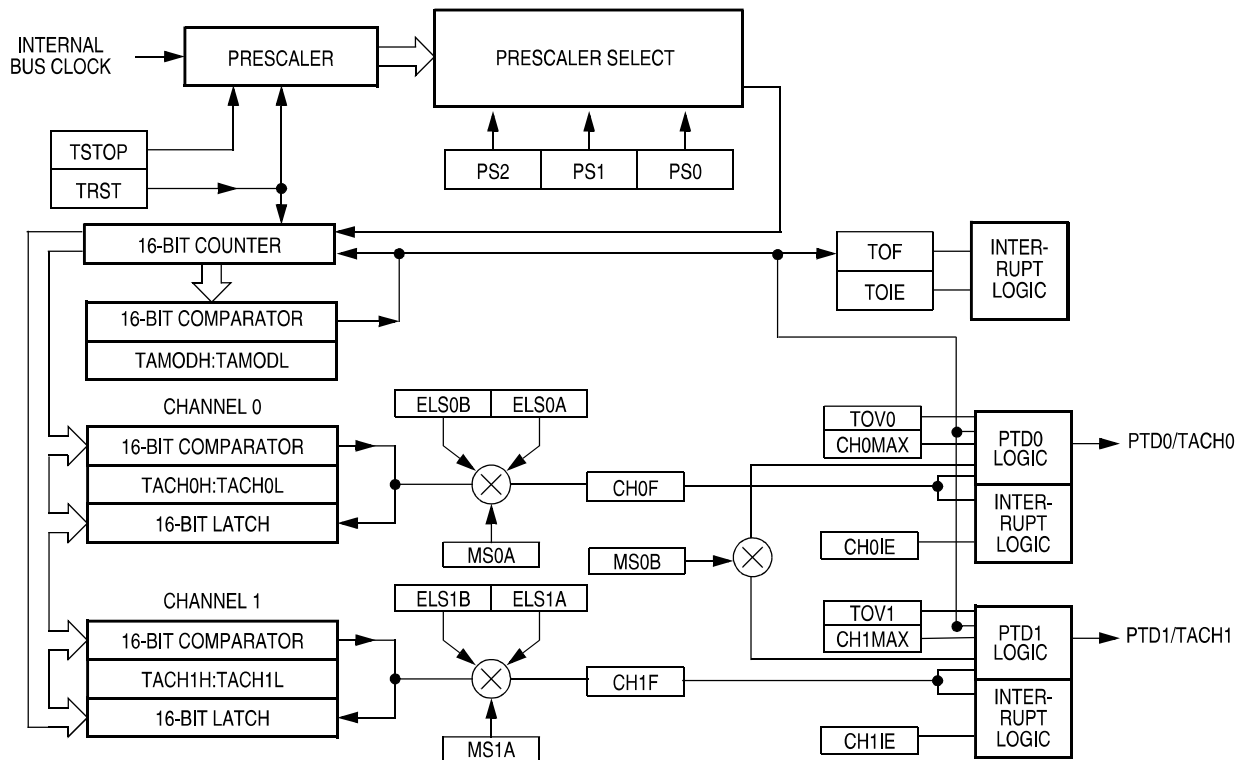 INTERNAL
BUS CLOCK
PRESCALER
PRESCALER SELECT
TSTOP
TRST
PS2
PS1
PS0
16-BIT COUNTER
16-BIT COMPARATOR
TAMODH:TAMODL
TOF
TOIE
INTER-
RUPT
LOGIC
CHANNEL 0
16-BIT COMPARATOR
TACH0H:TACH0L
16-BIT LATCH
ELS0B
ELS0A
MS0A
CH0F
MS0B
TOV0
CH0MAX
CH0IE
PTD0
LOGIC
INTER-
RUPT
LOGIC
PTD0/TACH0
CHANNEL 1
16-BIT COMPARATOR
TACH1H:TACH1L
16-BIT LATCH
ELS1B
ELS1A
MS1A
CH1F
TOV1
CH1MAX
CH1IE
PTD1
LOGIC
INTER-
RUPT
LOGIC
PTD1/TACH1